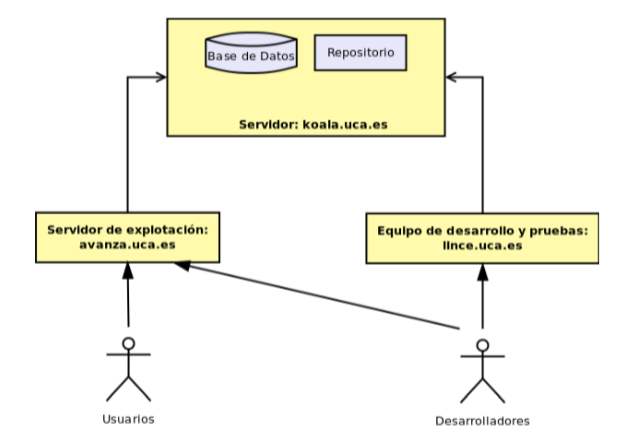 Base de Datos
Repositorio
Servidor: koala.uca.es
Servidor de explotación:
avanza.uca.es
Equipo de desarrollo y pruebas:
lince.uca.es
Usuarios
Desarrolladores